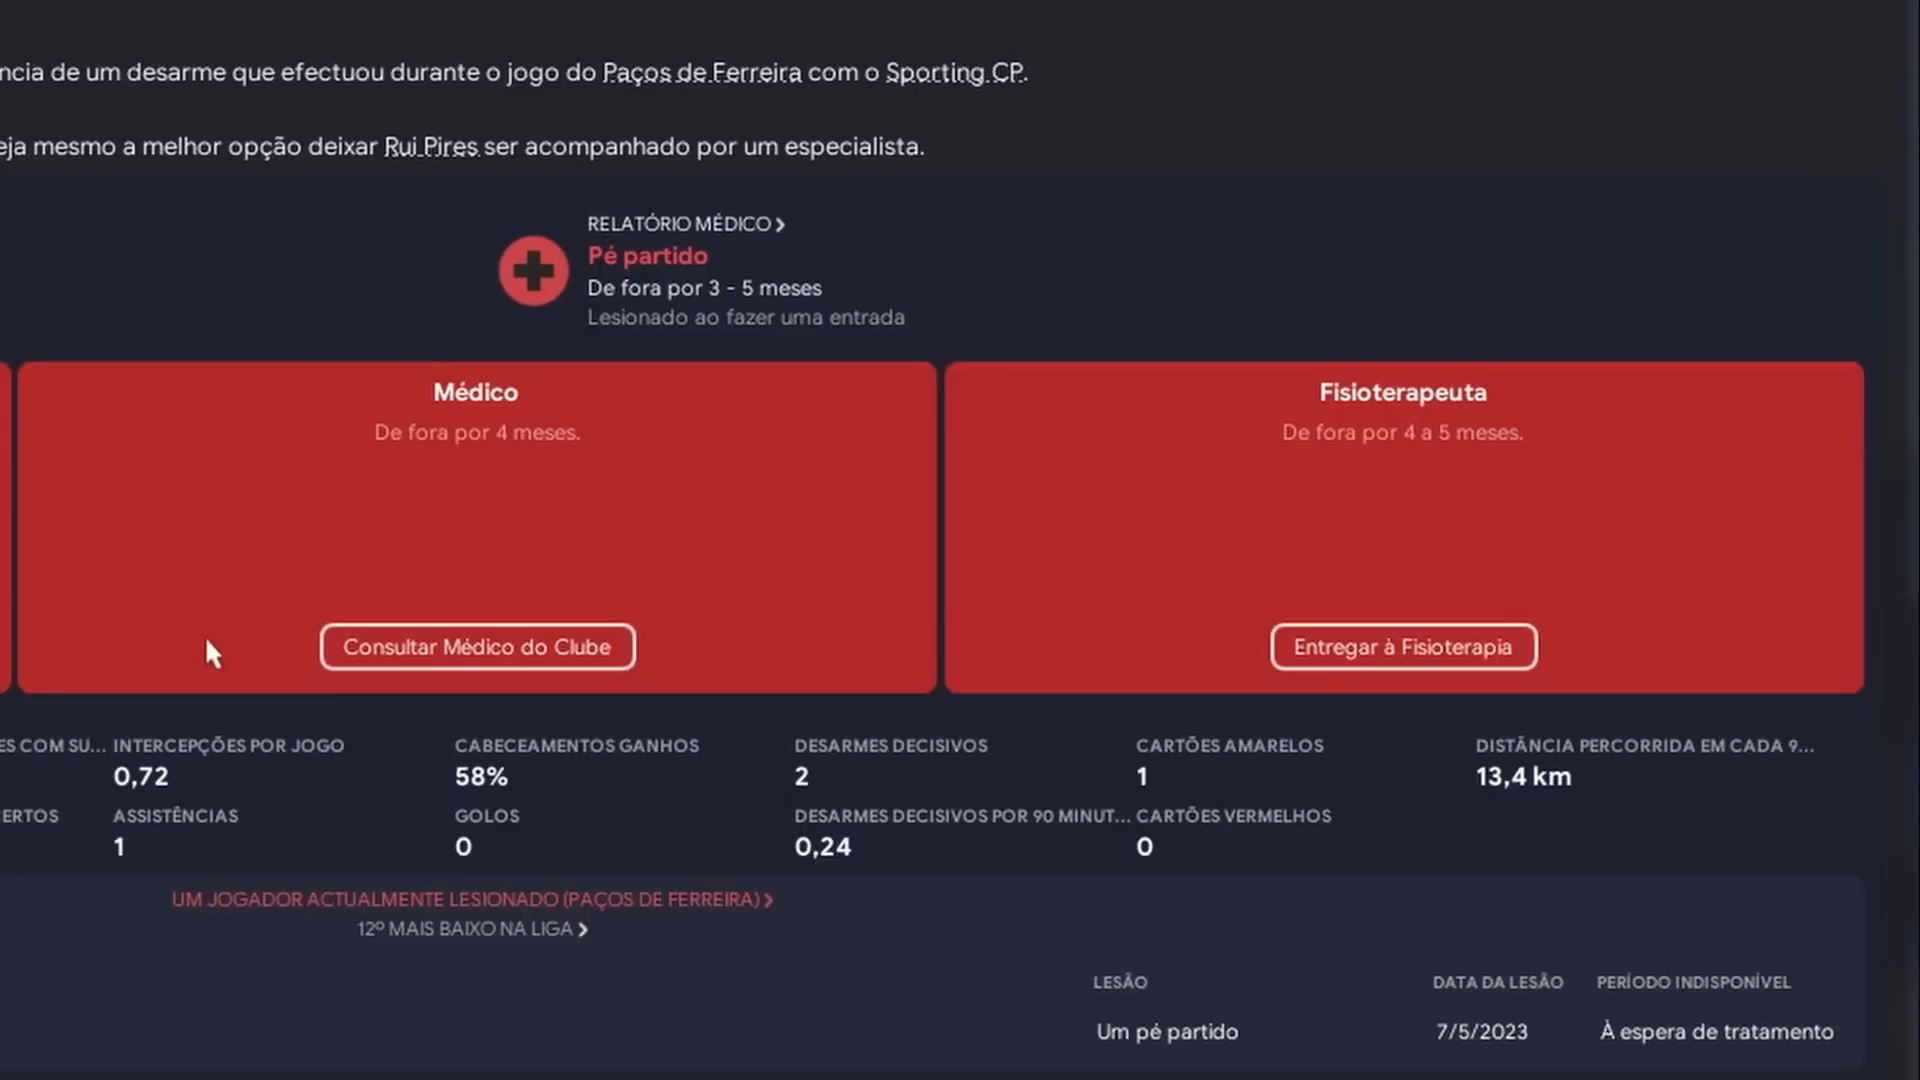 ncia de um desarme que efectuou durante o jogo do Paços de Ferreira com o Sporting CP.
eja mesmo a melhor opção deixar Rui Pires ser acompanhado por um especialista.
RELATÓRIO MÉDICO
Pé partido
De fora por 3 - 5 meses
Lesionado ao fazer uma entrada
Médico
De fora por 4 meses.
Consultar Médico do Clube
Fisioterapeuta
De fora por 4 a 5 meses.
Entregar à Fisioterapia
ES COM SU... INTERCEPÇÕES POR JOGO CABECEAMENTOS GANHOS DESARMES DECISIVOS CARTÕES AMARELOS DISTÂNCIA PERCORRIDA EM CADA 9...
0,72 58% 2 1 13,4 km
ERTOS ASSISTÊNCIAS GOLOS DESARMES DECISIVOS POR 90 MINUT... CARTÕES VERMELHOS
1 0 0,24 0
UM JOGADOR ACTUALMENTE LESIONADO (PAÇOS DE FERREIRA)
12º MAIS BAIXO NA LIGA
LESÃO DATA DA LESÃO PERÍODO INDISPONÍVEL
Um pé partido 7/5/2023 À espera de tratamento